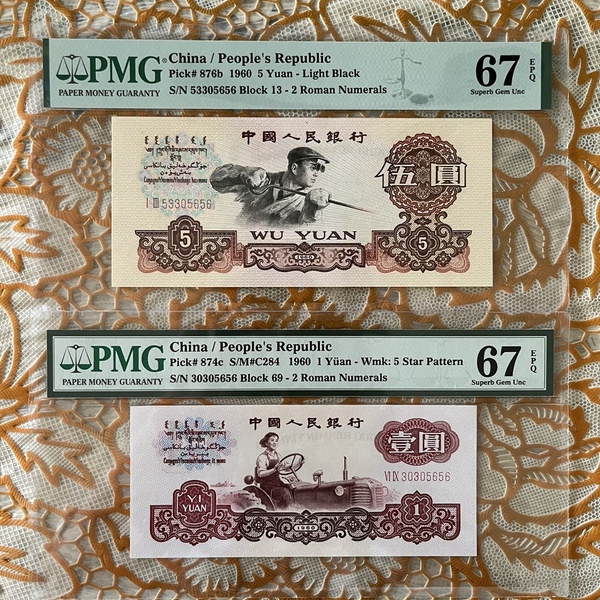 PMG
PAPER MONEY GUARANTY
China / People's Republic
Pick# 876b 1960 5 Yuan - Light Black
S/N 53305656 Block 13 - 2 Roman Numerals
67 EPQ
Superb Gem Unc
中國人民銀行
伍圓
I III 53305656
5
WU YUAN
1960
5
PMG
PAPER MONEY GUARANTY
China / People's Republic
Pick# 874c S/M#C284 1960 1 Yüan - Wmk: 5 Star Pattern
S/N 30305656 Block 69 - 2 Roman Numerals
67 EPQ
Superb Gem Unc
中國人民銀行
壹圓
VI IX 30305656
YI
YUAN
1960
1